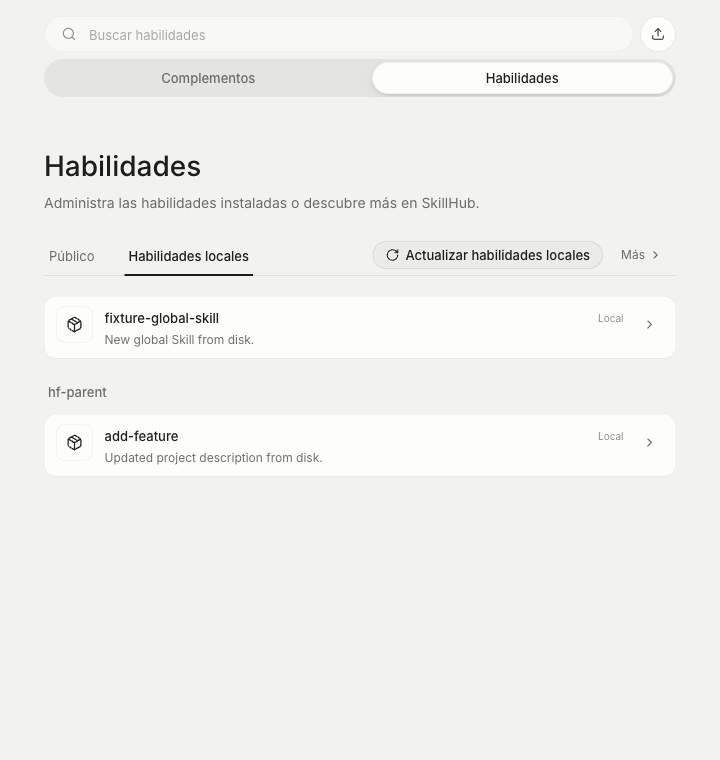 Buscar habilidades
Complementos
Habilidades
Habilidades
Administra las habilidades instaladas o descubre más en SkillHub.
Público
Habilidades locales
Actualizar habilidades locales
Más
fixture-global-skill
Local
New global Skill from disk.
hf-parent
add-feature
Local
Updated project description from disk.